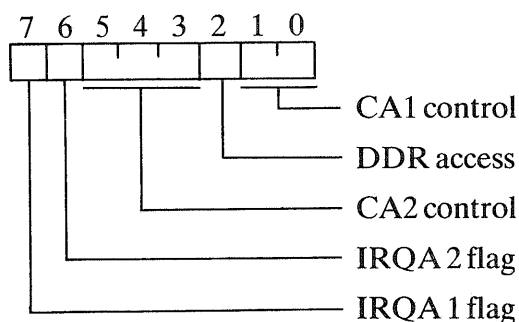 7 6 5 4 3 2 1 0
CA1 control
DDR access
CA2 control
IRQA 2 flag
IRQA 1 flag